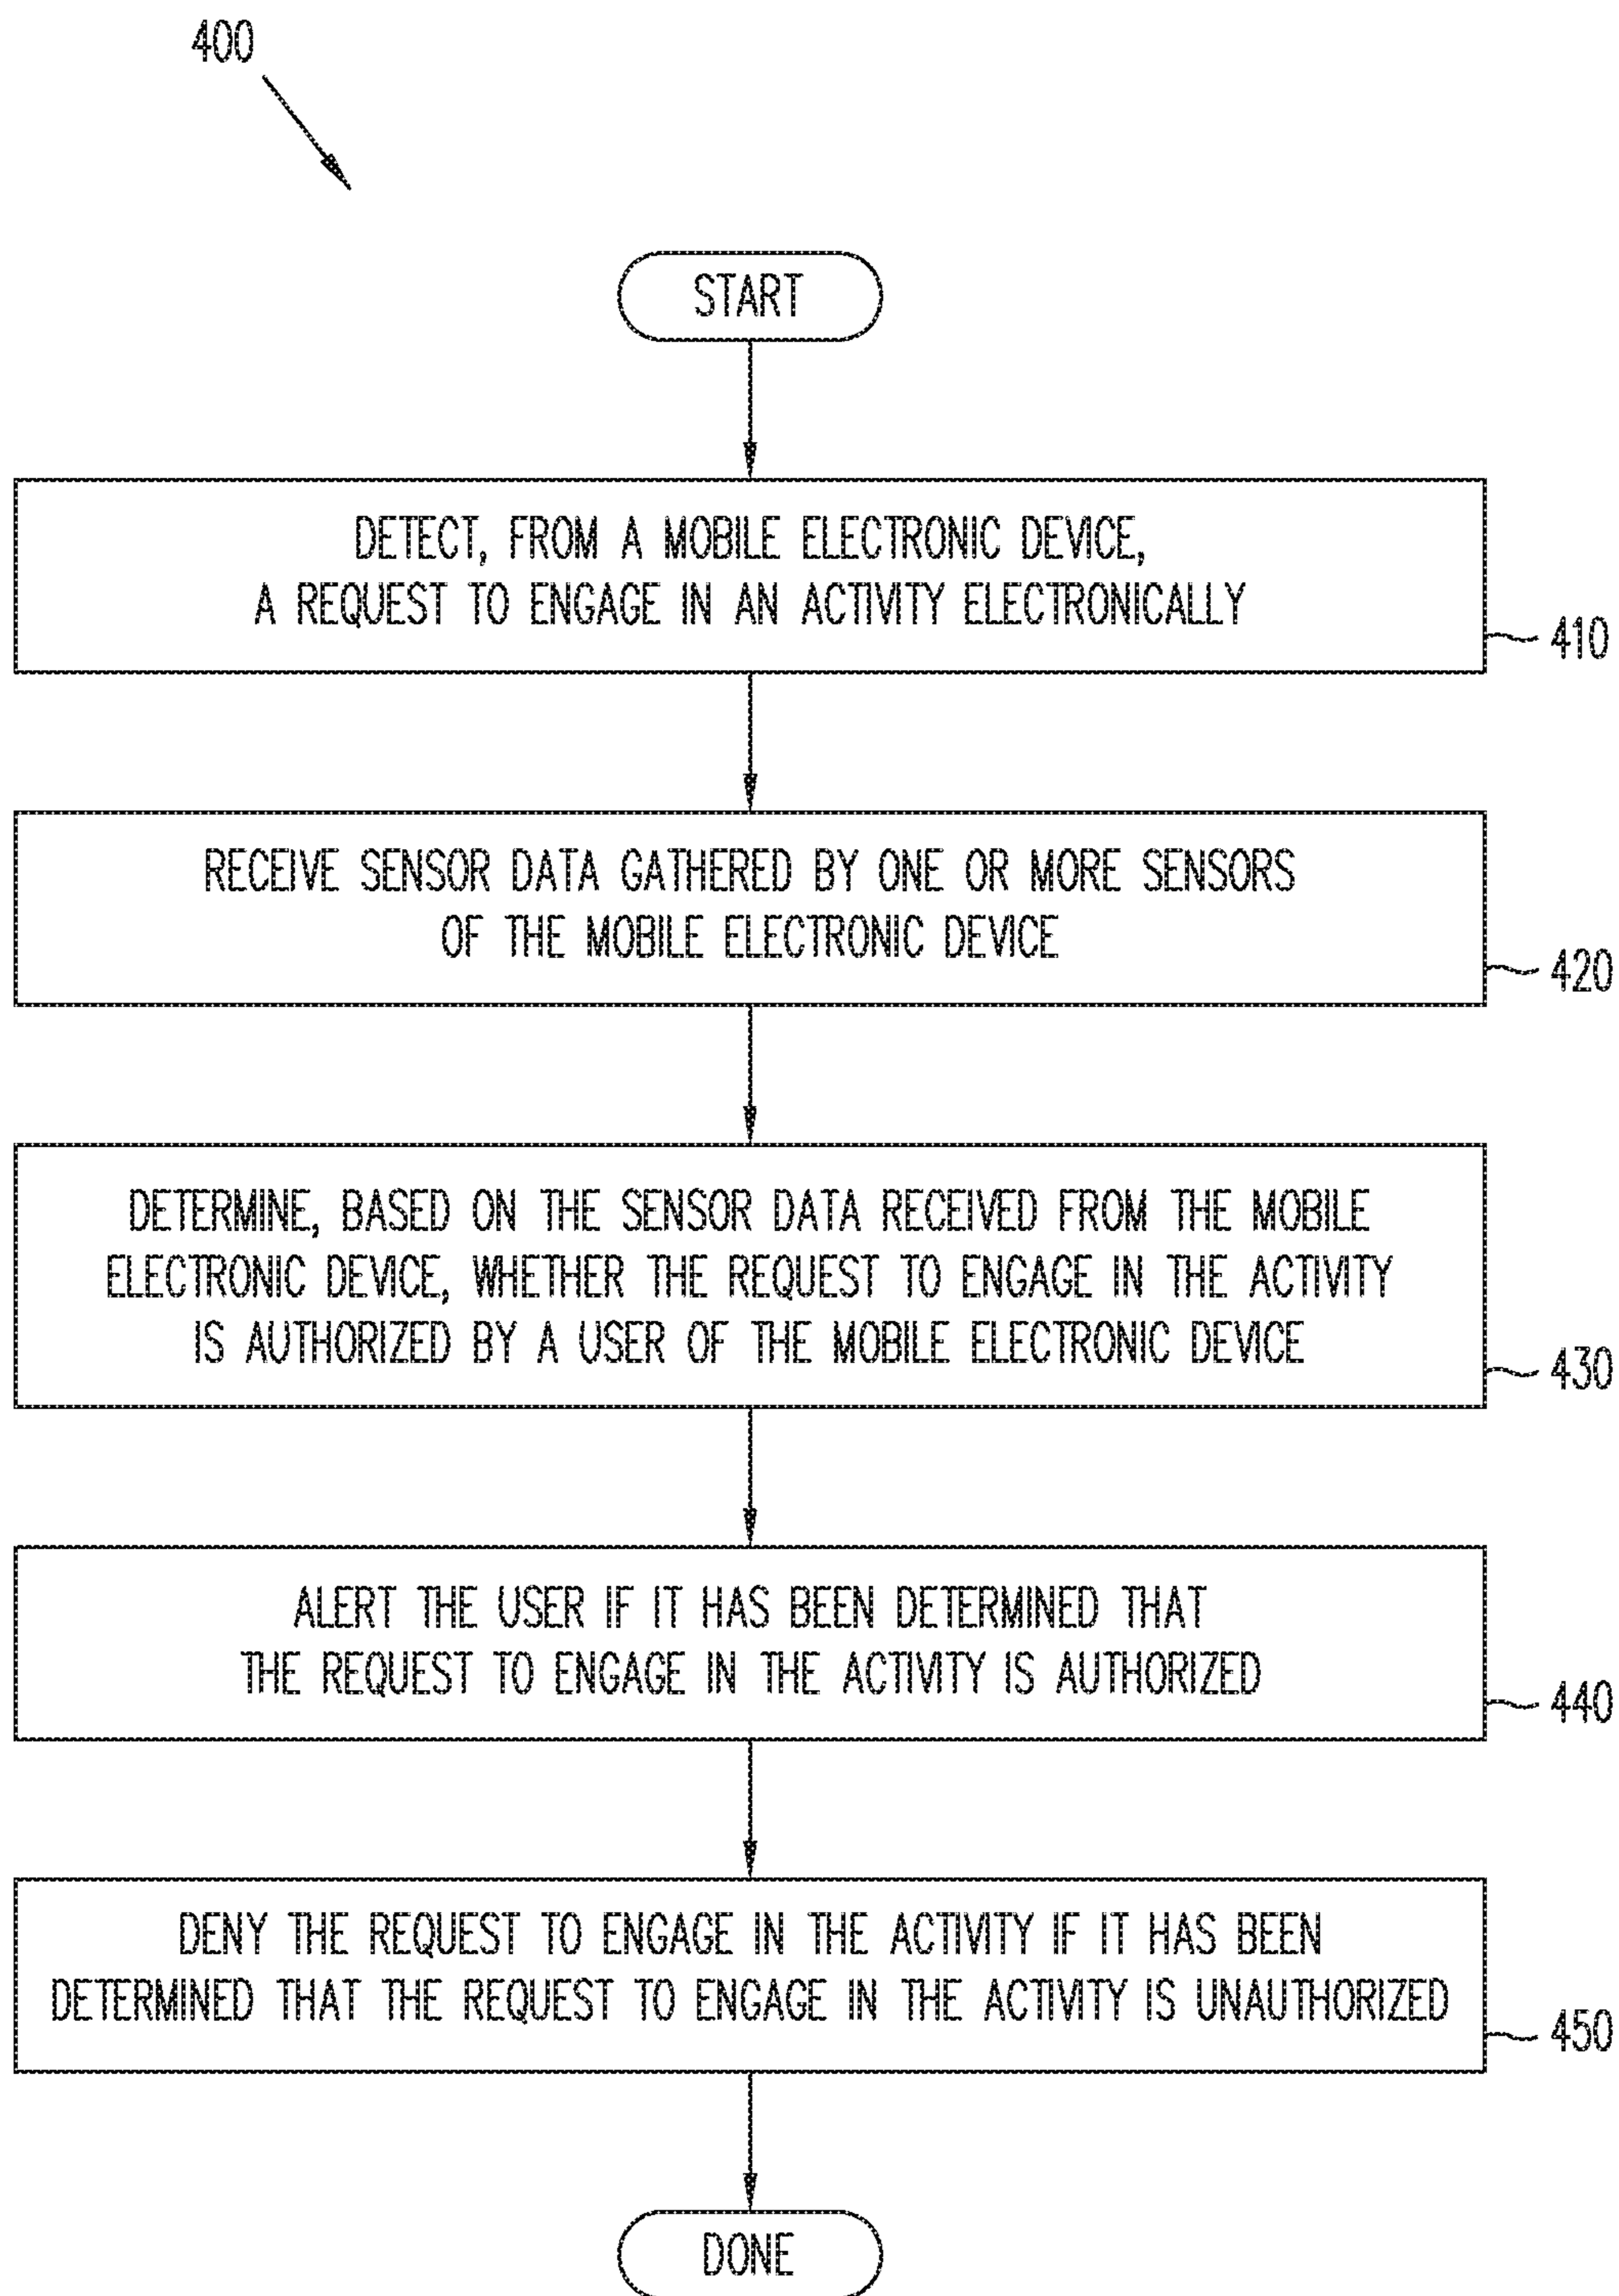 400
START
DETECT, FROM A MOBILE ELECTRONIC DEVICE,
A REQUEST TO ENGAGE IN AN ACTIVITY ELECTRONICALLY
410
RECEIVE SENSOR DATA GATHERED BY ONE OR MORE SENSORS
OF THE MOBILE ELECTRONIC DEVICE
420
DETERMINE, BASED ON THE SENSOR DATA RECEIVED FROM THE MOBILE
ELECTRONIC DEVICE, WHETHER THE REQUEST TO ENGAGE IN THE ACTIVITY
IS AUTHORIZED BY A USER OF THE MOBILE ELECTRONIC DEVICE
430
ALERT THE USER IF IT HAS BEEN DETERMINED THAT
THE REQUEST TO ENGAGE IN THE ACTIVITY IS AUTHORIZED
440
DENY THE REQUEST TO ENGAGE IN THE ACTIVITY IF IT HAS BEEN
DETERMINED THAT THE REQUEST TO ENGAGE IN THE ACTIVITY IS UNAUTHORIZED
450
DONE